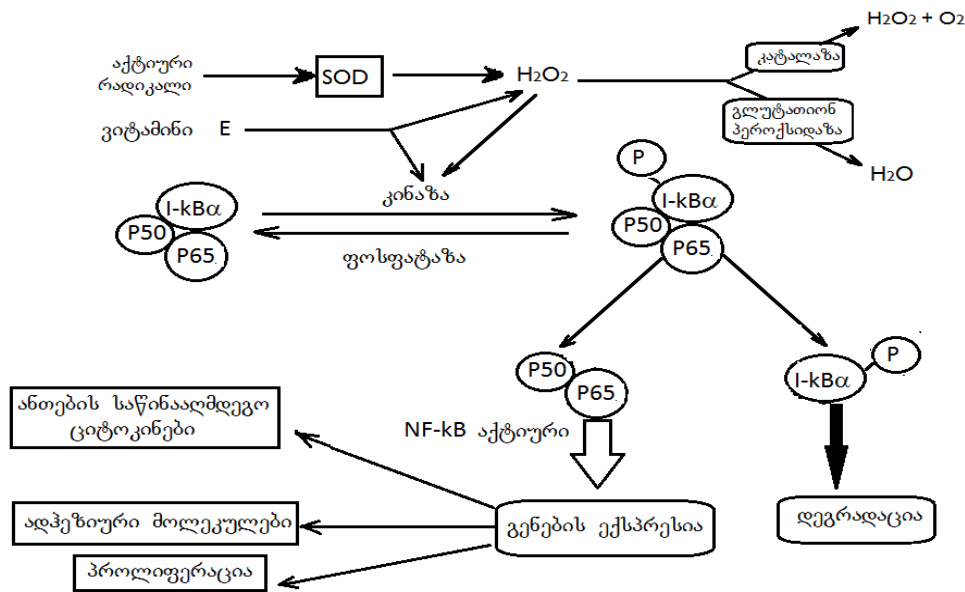 H2O2 + O2
აქტიური
რადიკალი
SOD
H2O2
კატალაზა
გლუტათიონ
პეროქსიდაზა
H2O
ვიტამინი E
კინაზა
ფოსფატაზა
I-kBα
P50
P65
P
I-kBα
P50
P65
P50
P65
P
I-kBα
NF-kB აქტიური
ანთების საწინააღმდეგო
ციტოკინები
ადჰეზიური მოლეკულები
პროლიფერაცია
გენების ექსპრესია
დეგრადაცია